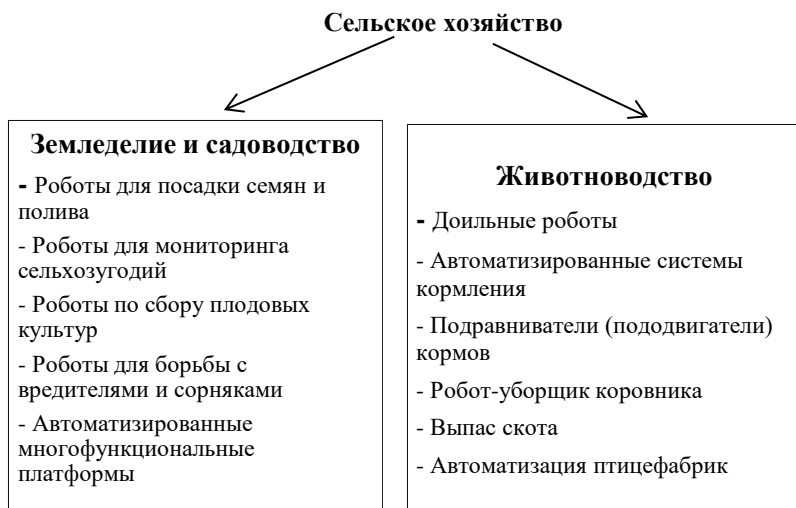 Сельское хозяйство
Земледелие и садоводство
- Роботы для посадки семян и
полива
- Роботы для мониторинга
сельхозугодий
- Роботы по сбору плодовых
культур
- Роботы для борьбы с
вредителями и сорняками
- Автоматизированные
многофункциональные
платформы
Животноводство
- Доильные роботы
- Автоматизированные системы
кормления
- Подравниватели (пододвигатели)
кормов
- Робот-уборщик коровника
- Выпас скота
- Автоматизация птицефабрик